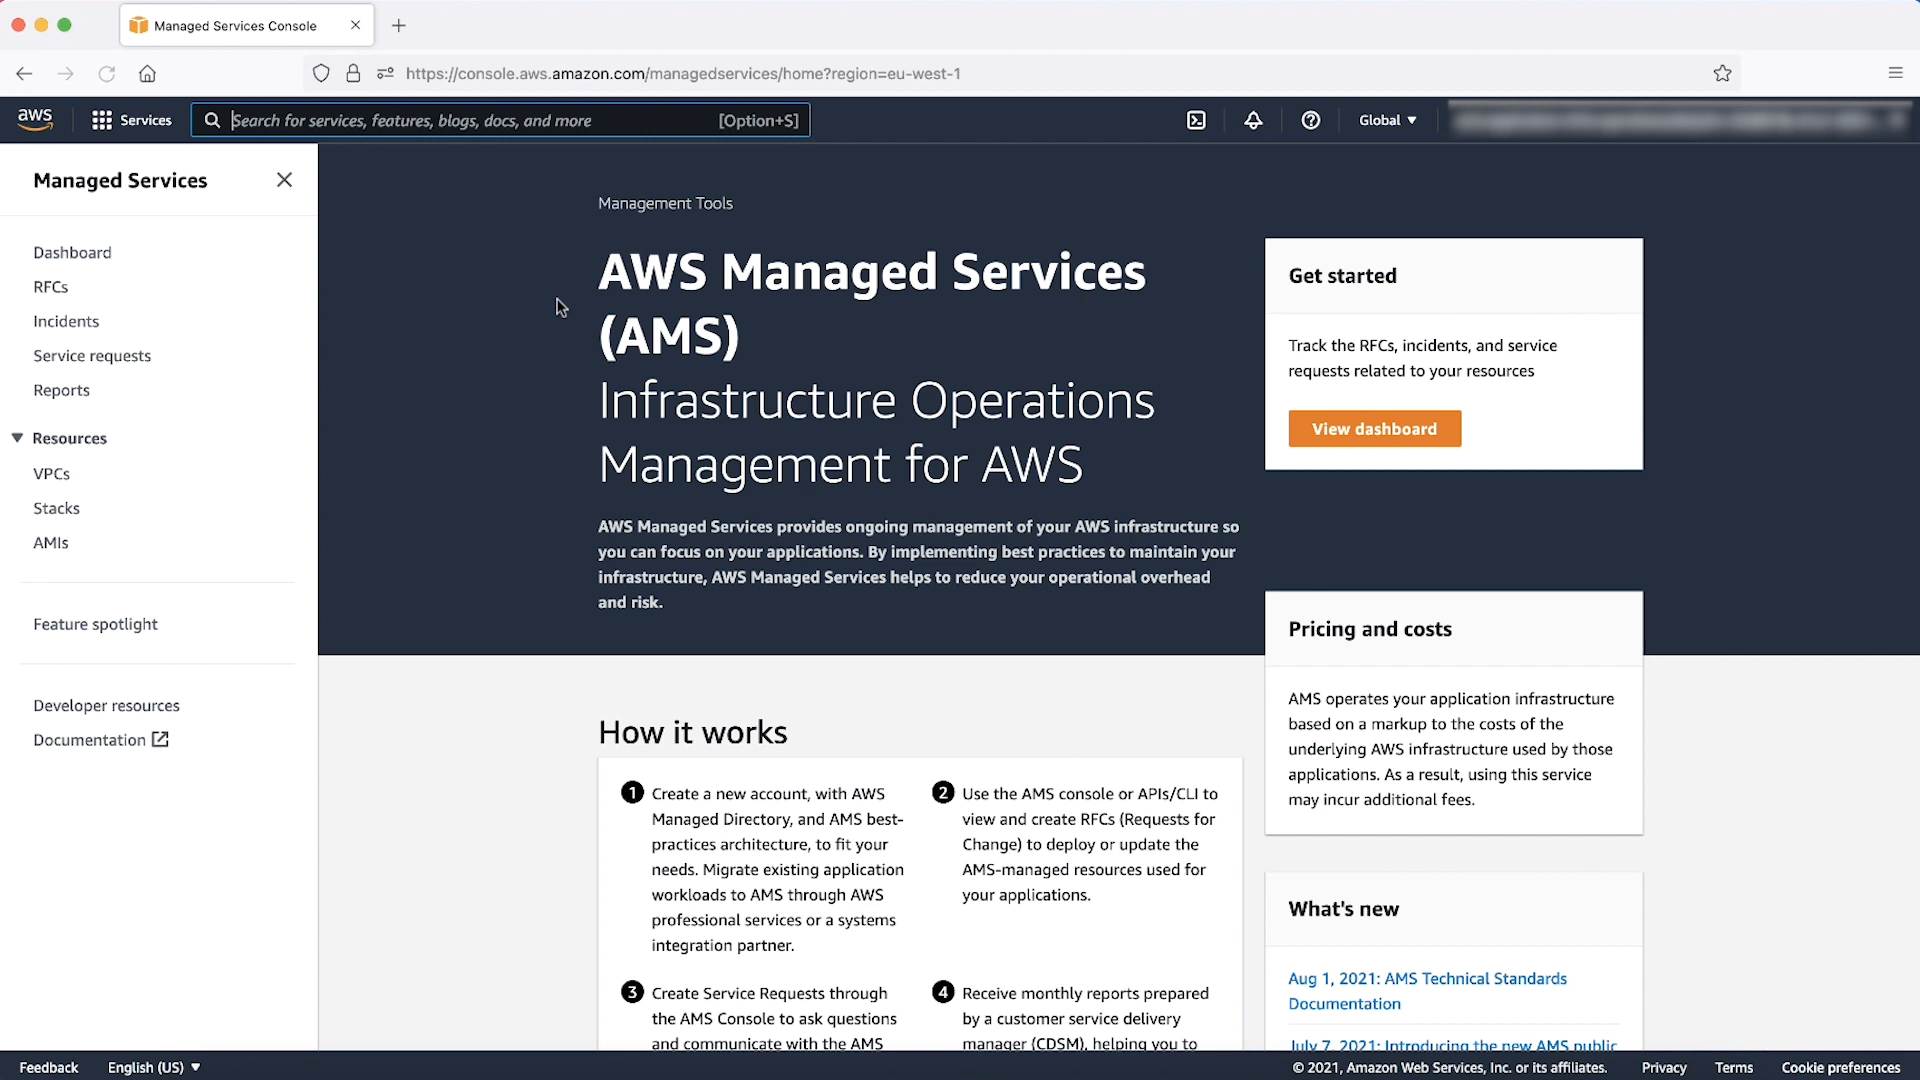 Managed Services Console
https://console.aws.amazon.com/managedservices/home?region=eu-west-1
aws
Services
Search for services, features, blogs, docs, and more
[Option+S]
Global
Managed Services
Dashboard
RFCs
Incidents
Service requests
Reports
Resources
VPCs
Stacks
AMIs
Feature spotlight
Developer resources
Documentation
Management Tools
AWS Managed Services
(AMS)
Infrastructure Operations
Management for AWS
AWS Managed Services provides ongoing management of your AWS infrastructure so
you can focus on your applications. By implementing best practices to maintain your
infrastructure, AWS Managed Services helps to reduce your operational overhead
and risk.
Get started
Track the RFCs, incidents, and service
requests related to your resources
View dashboard
Pricing and costs
AMS operates your application infrastructure
based on a markup to the costs of the
underlying AWS infrastructure used by those
applications. As a result, using this service
may incur additional fees.
How it works
1 Create a new account, with AWS
Managed Directory, and AMS best-
practices architecture, to fit your
needs. Migrate existing application
workloads to AMS through AWS
professional services or a systems
integration partner.
2 Use the AMS console or APIs/CLI to
view and create RFCs (Requests for
Change) to deploy or update the
AMS-managed resources used for
your applications.
3 Create Service Requests through
the AMS Console to ask questions
and communicate with the AMS
4 Receive monthly reports prepared
by a customer service delivery
manager (CDSM), helping you to
What's new
Aug 1, 2021: AMS Technical Standards
Documentation
July 7, 2021: Introducing the new AMS public
Feedback
English (US)
© 2021, Amazon Web Services, Inc. or its affiliates.
Privacy
Terms
Cookie preferences